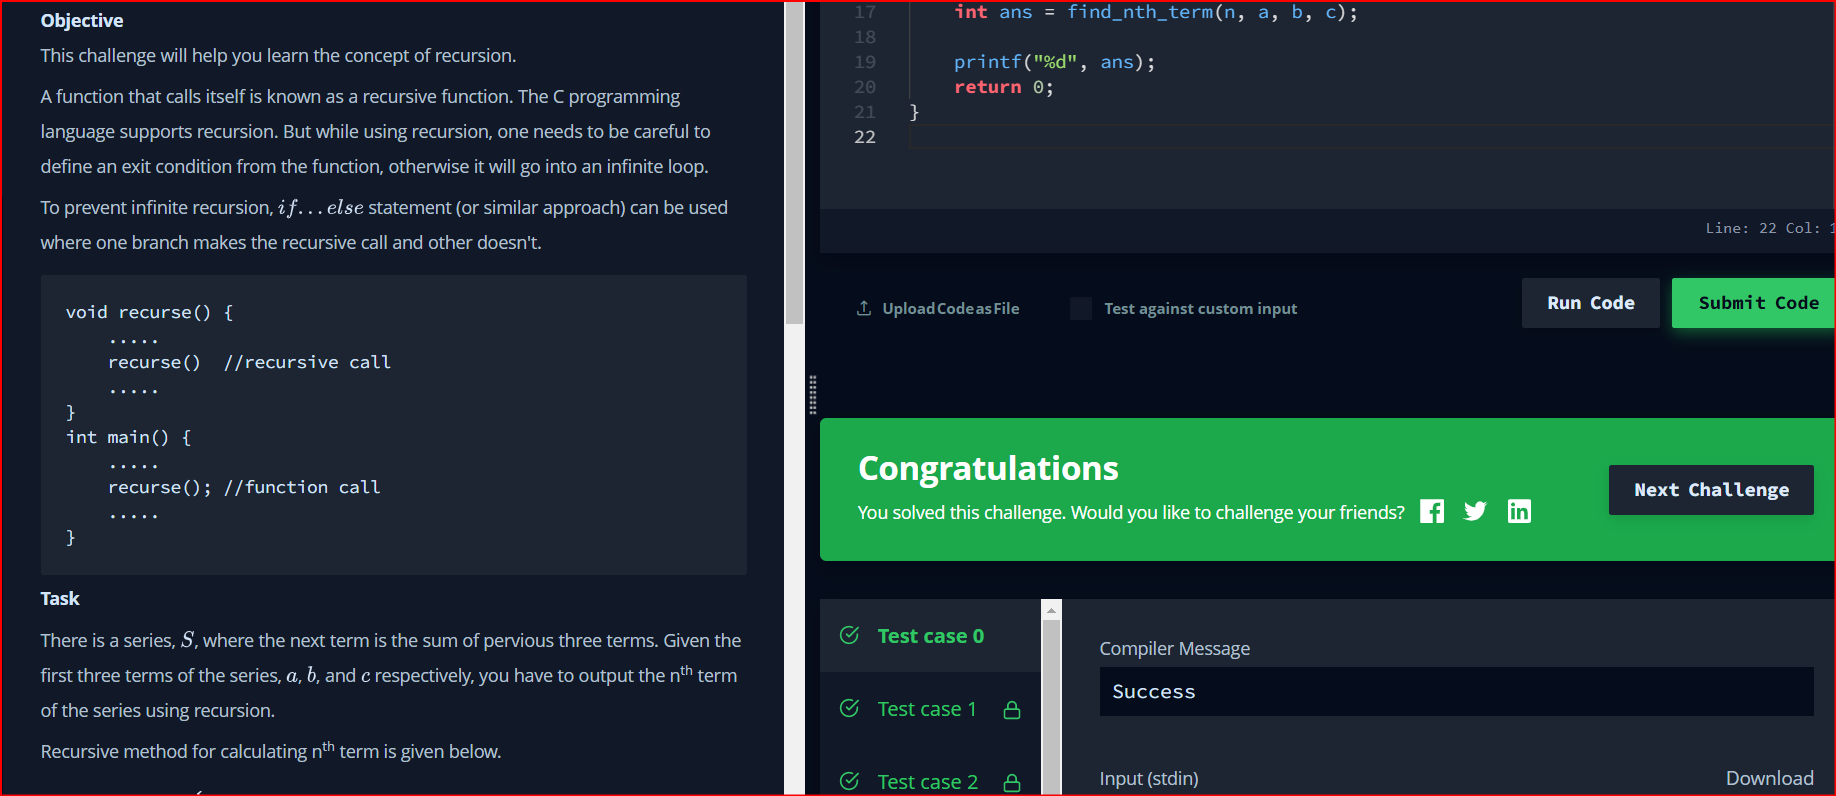 Objective
This challenge will help you learn the concept of recursion.
A function that calls itself is known as a recursive function. The C programming
language supports recursion. But while using recursion, one needs to be careful to
define an exit condition from the function, otherwise it will go into an infinite loop.
To prevent infinite recursion, if...else statement (or similar approach) can be used
where one branch makes the recursive call and other doesn't.
void recurse() {
.....
recurse()  //recursive call
.....
}
int main() {
.....
recurse(); //function call
.....
}
Task
There is a series, S, where the next term is the sum of pervious three terms. Given the
first three terms of the series, a, b, and c respectively, you have to output the nth term
of the series using recursion.
Recursive method for calculating nth term is given below.
17 int ans = find_nth_term(n, a, b, c);
18
19 printf("%d", ans);
20 return 0;
21 }
22
Line: 22 Col: 1
Upload Code as File
Test against custom input
Run Code
Submit Code
Congratulations
You solved this challenge. Would you like to challenge your friends?
Next Challenge
Test case 0
Test case 1
Test case 2
Compiler Message
Success
Input (stdin)
Download